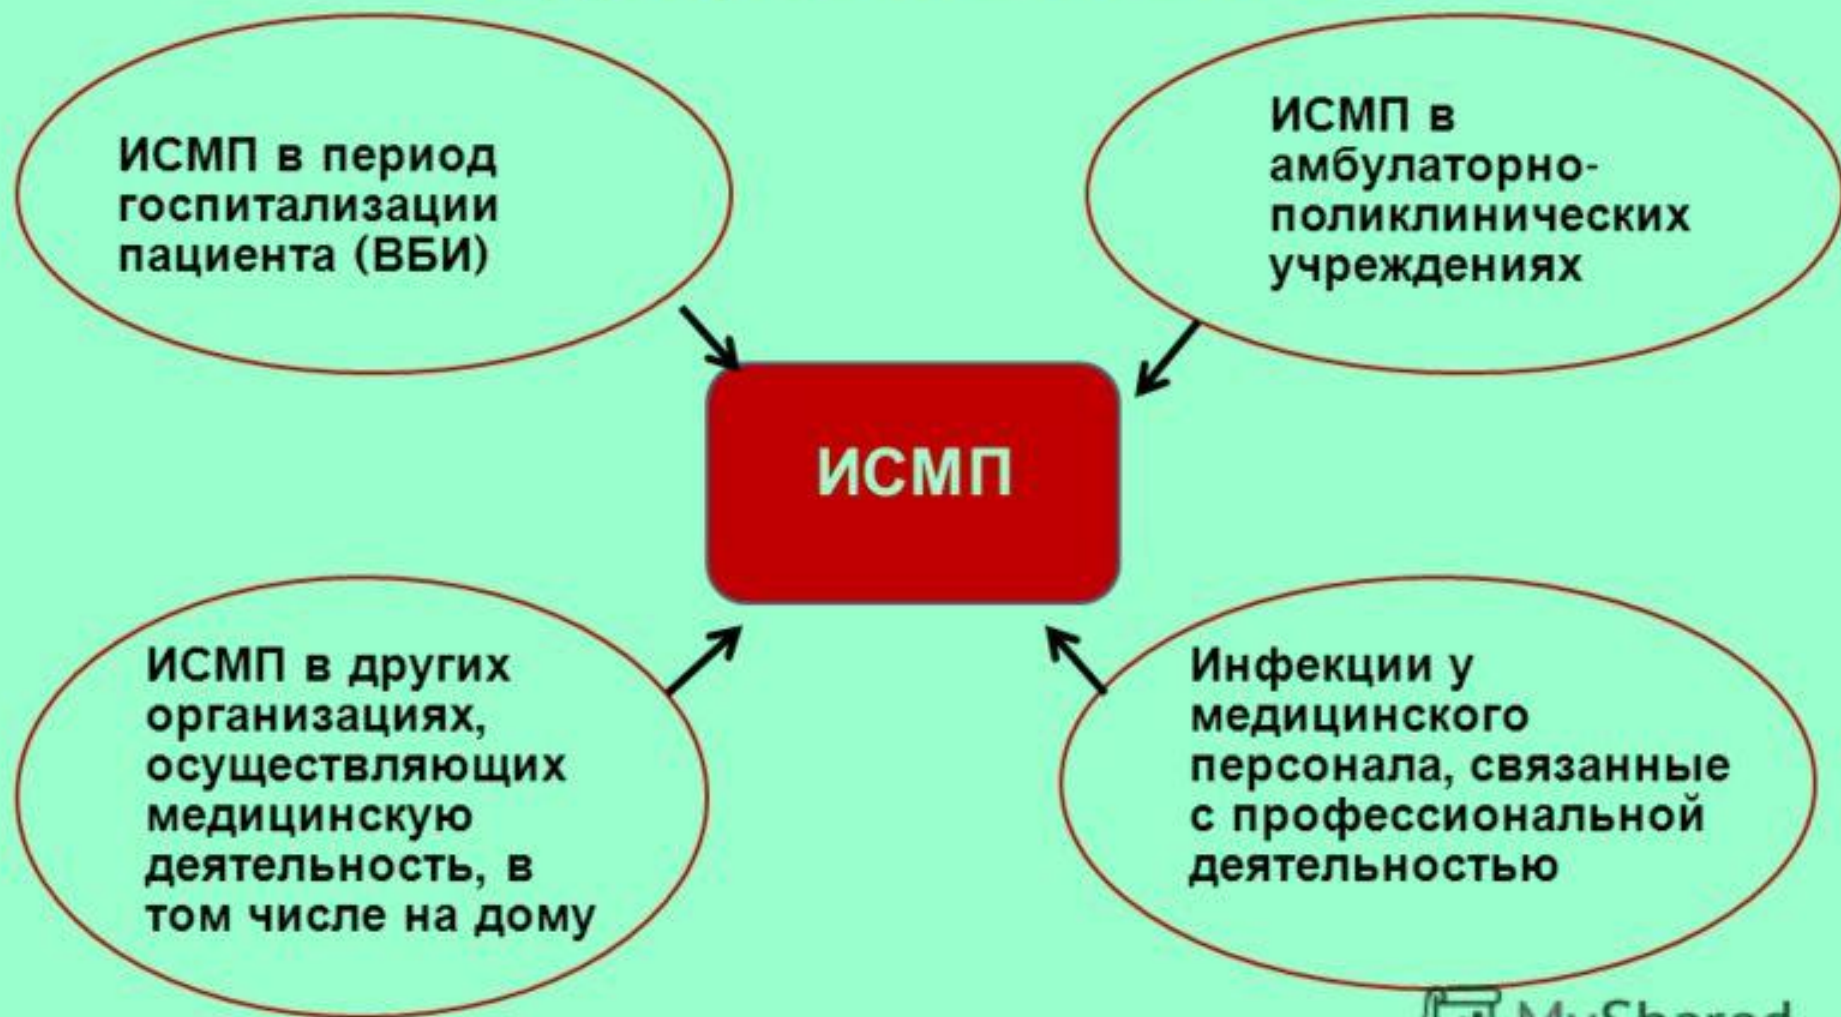 ИСМП в период
госпитализации
пациента (ВБИ)
ИСМП в
амбулаторно-
поликлинических
учреждениях
ИСМП
ИСМП в других
организациях,
осуществляющих
медицинскую
деятельность, в
том числе на дому
Инфекции у
медицинского
персонала, связанные
с профессиональной
деятельностью
MyShared